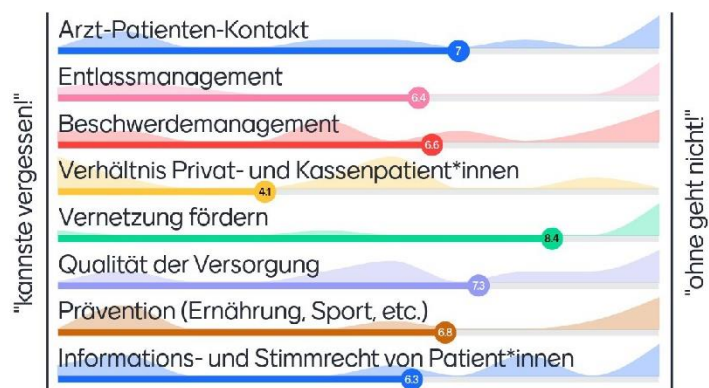 "kannste vergessen!"
Arzt-Patienten-Kontakt
7
Entlassmanagement
6.4
Beschwerdemanagement
6.6
Verhältnis Privat- und Kassenpatient*innen
4.1
Vernetzung fördern
8.4
Qualität der Versorgung
7.3
Prävention (Ernährung, Sport, etc.)
6.8
Informations- und Stimmrecht von Patient*innen
6.3
"ohne geht nicht!"